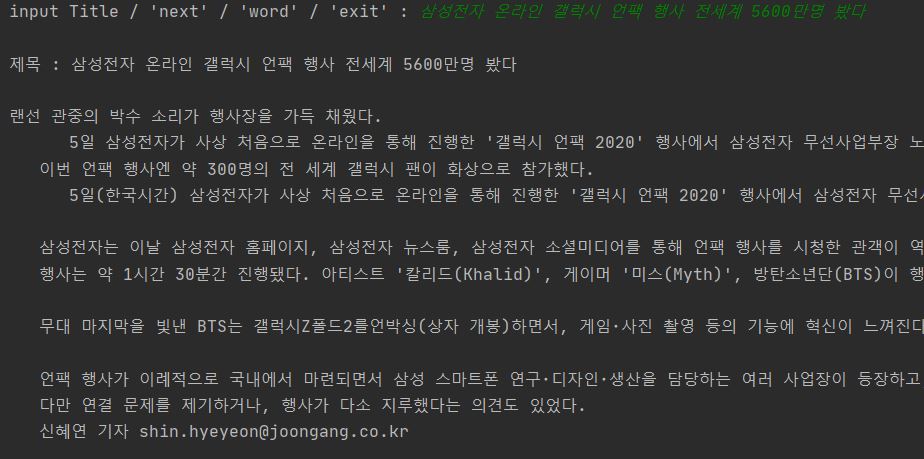 input Title / 'next' / 'word' / 'exit' : 삼성전자 온라인 갤럭시 언팩 행사 전세계 5600만명 봤다
제목 : 삼성전자 온라인 갤럭시 언팩 행사 전세계 5600만명 봤다
랜선 관중의 박수 소리가 행사장을 가득 채웠다.
5일 삼성전자가 사상 처음으로 온라인을 통해 진행한 '갤럭시 언팩 2020' 행사에서 삼성전자 무선사업부장 노
이번 언팩 행사엔 약 300명의 전 세계 갤럭시 팬이 화상으로 참가했다.
5일(한국시간) 삼성전자가 사상 처음으로 온라인을 통해 진행한 '갤럭시 언팩 2020' 행사에서 삼성전자 무선
삼성전자는 이날 삼성전자 홈페이지, 삼성전자 뉴스룸, 삼성전자 소셜미디어를 통해 언팩 행사를 시청한 관객이 역
행사는 약 1시간 30분간 진행됐다. 아티스트 '칼리드(Khalid)', 게이머 '미스(Myth)', 방탄소년단(BTS)이 행
무대 마지막을 빛낸 BTS는 갤럭시Z폴드2를언박싱(상자 개봉)하면서, 게임·사진 촬영 등의 기능에 혁신이 느껴진다
언팩 행사가 이례적으로 국내에서 마련되면서 삼성 스마트폰 연구·디자인·생산을 담당하는 여러 사업장이 등장하고
다만 연결 문제를 제기하거나, 행사가 다소 지루했다는 의견도 있었다.
신혜연 기자 shin.hyeyeon@joongang.co.kr